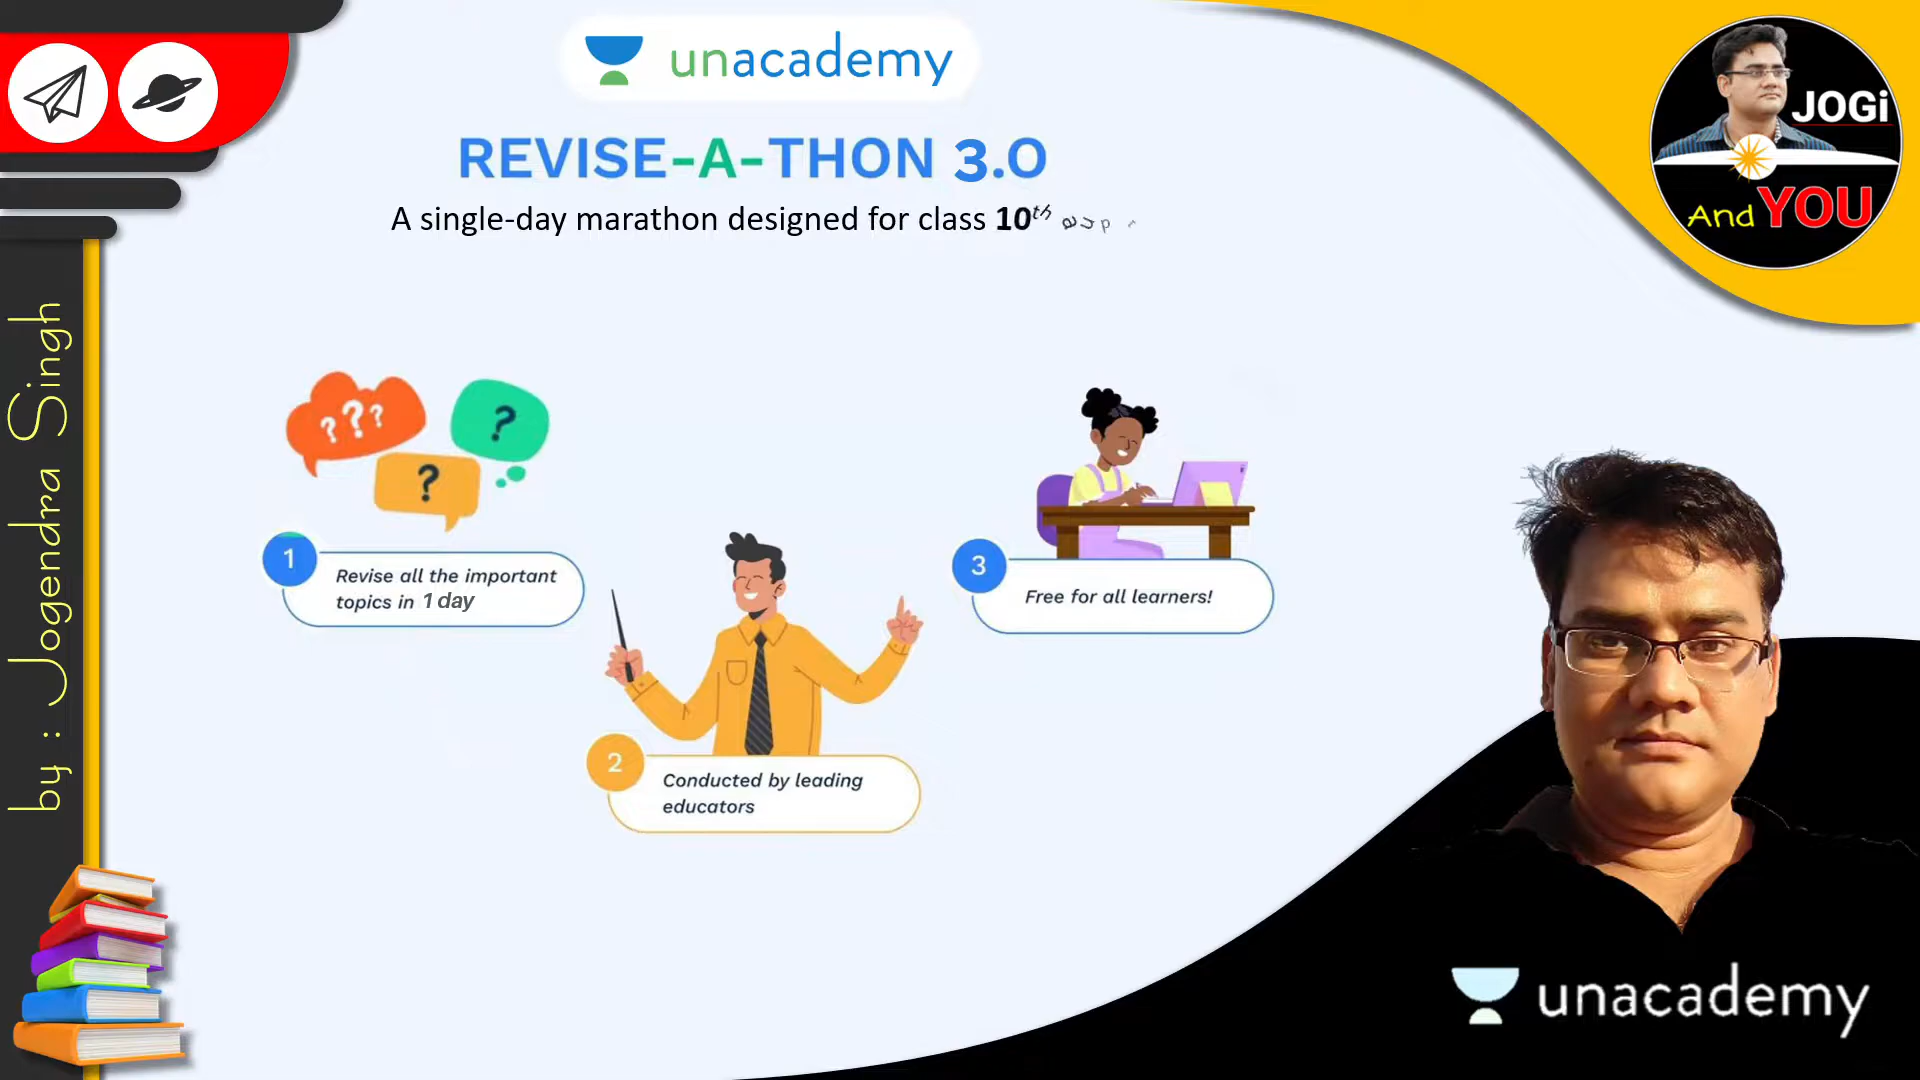 unacademy
JOGi
And YOU
REVISE-A-THON 3.O
A single-day marathon designed for class 10th
by : Jogendra Singh
???
?
?
1
Revise all the important
topics in 1 day
3
Free for all learners!
2
Conducted by leading
educators
unacademy